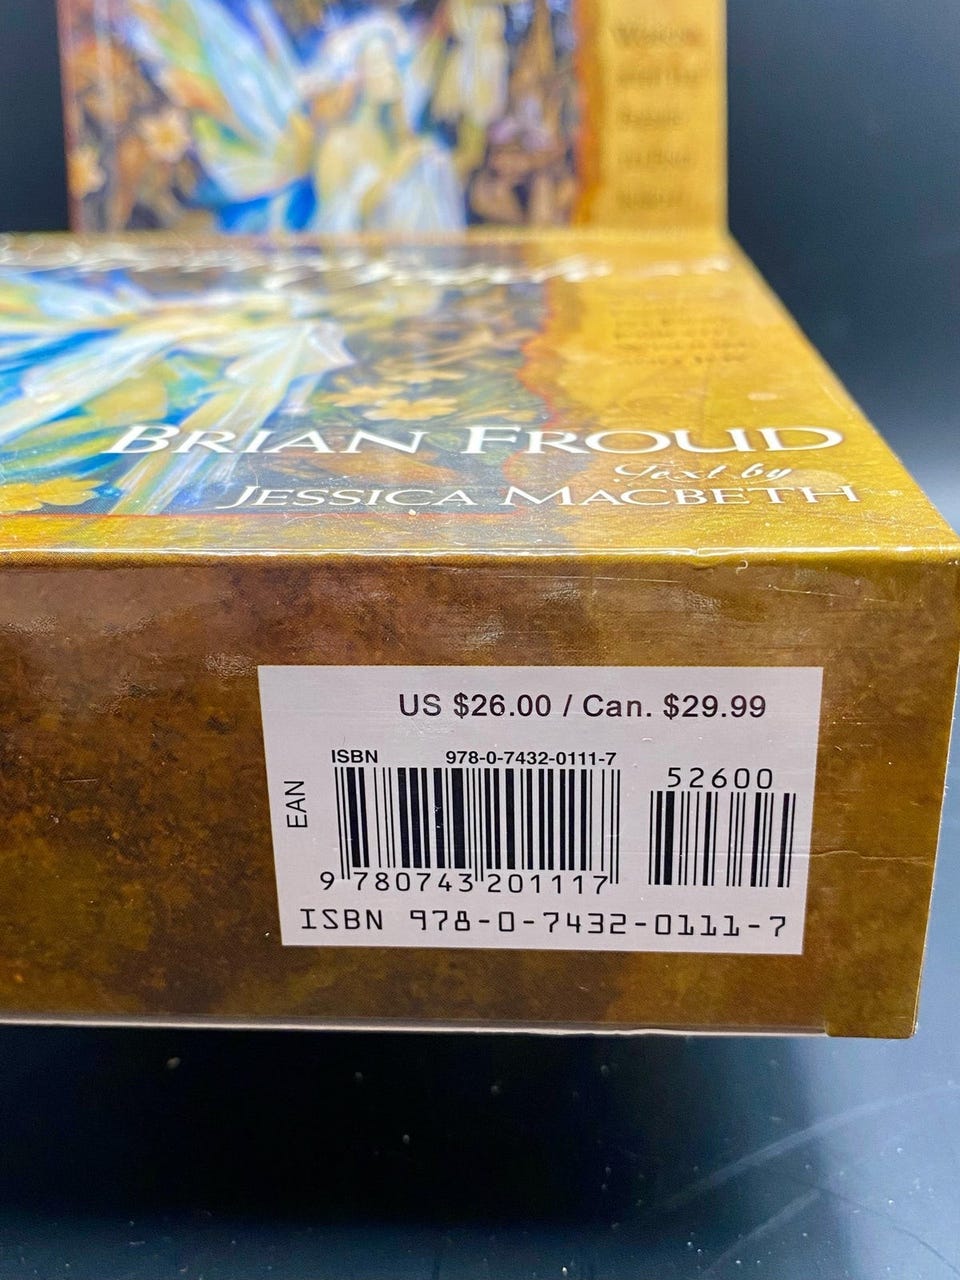 BRIAN FROUD
Text by
JESSICA MACBETH
US $26.00 / Can. $29.99
ISBN 978-0-7432-0111-7
52600
EAN
9 780743 201117
ISBN 978-0-7432-0111-7